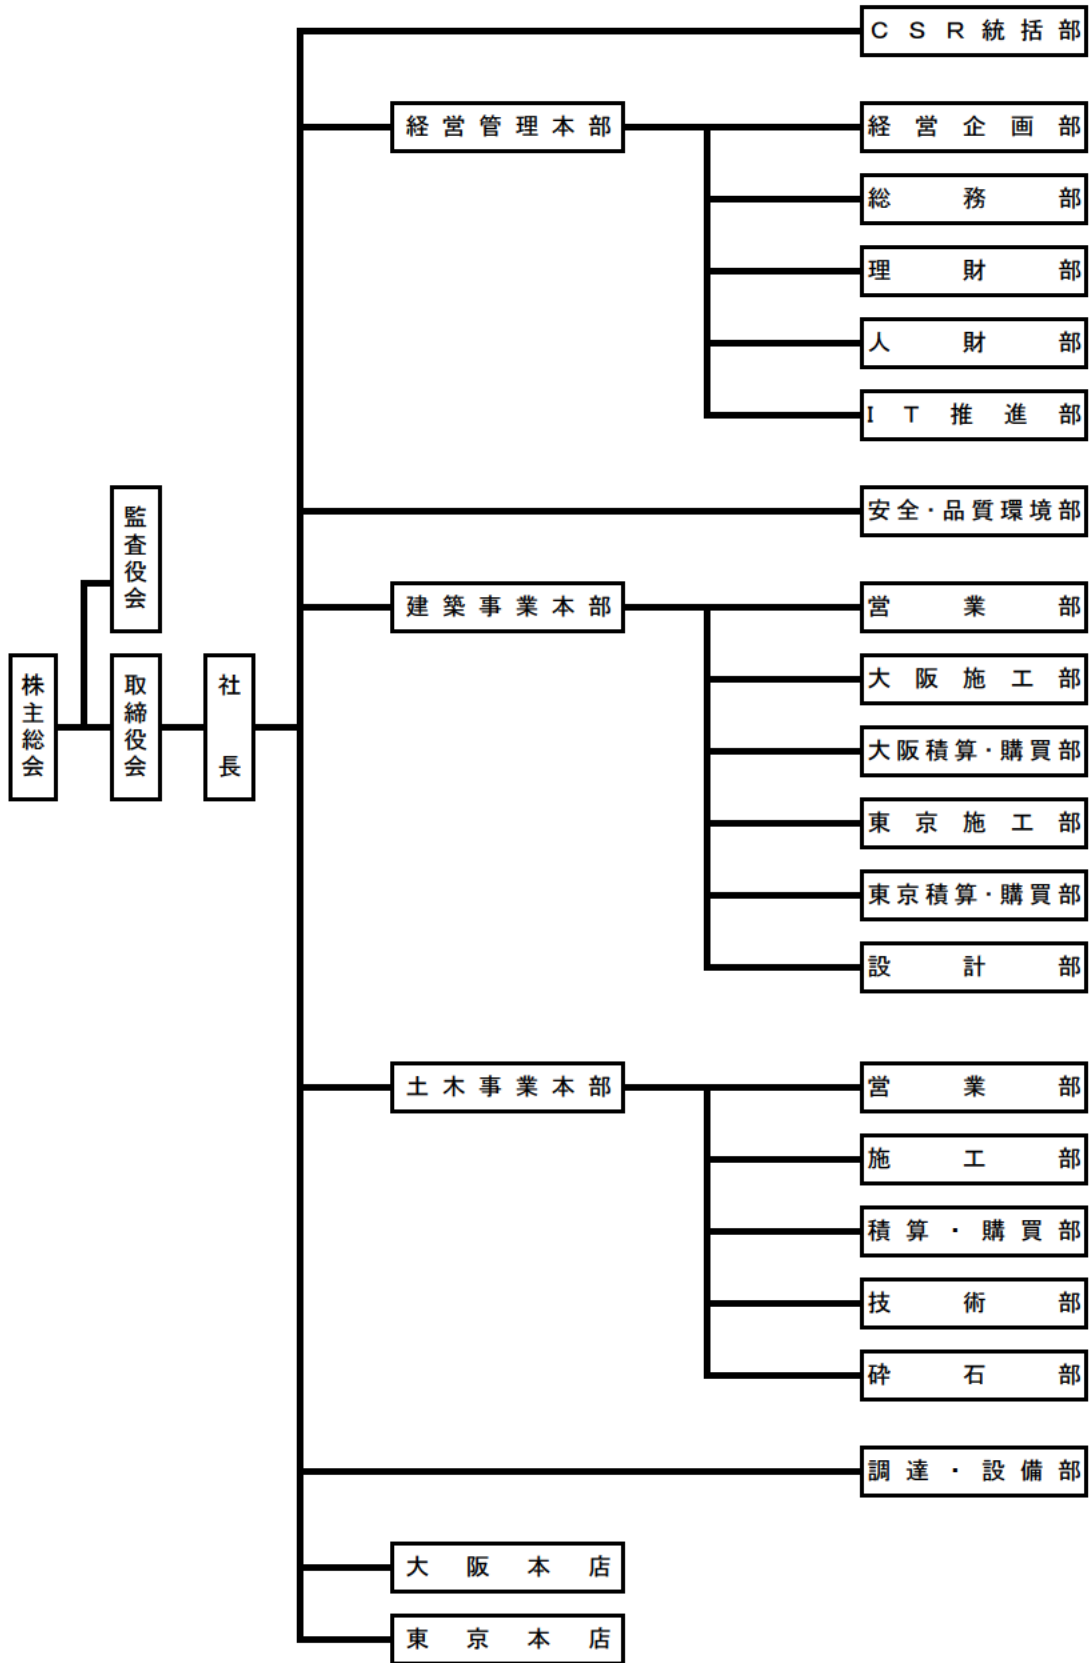 CSR統括部
経営管理本部
経営企画部
総務部
理財部
人財部
IT推進部
安全・品質環境部
監査役会
株主総会
取締役会
社長
建築事業本部
営業部
大阪施工部
大阪積算・購買部
東京施工部
東京積算・購買部
設計部
土木事業本部
営業部
施工部
積算・購買部
技術部
砕石部
調達・設備部
大阪本店
東京本店